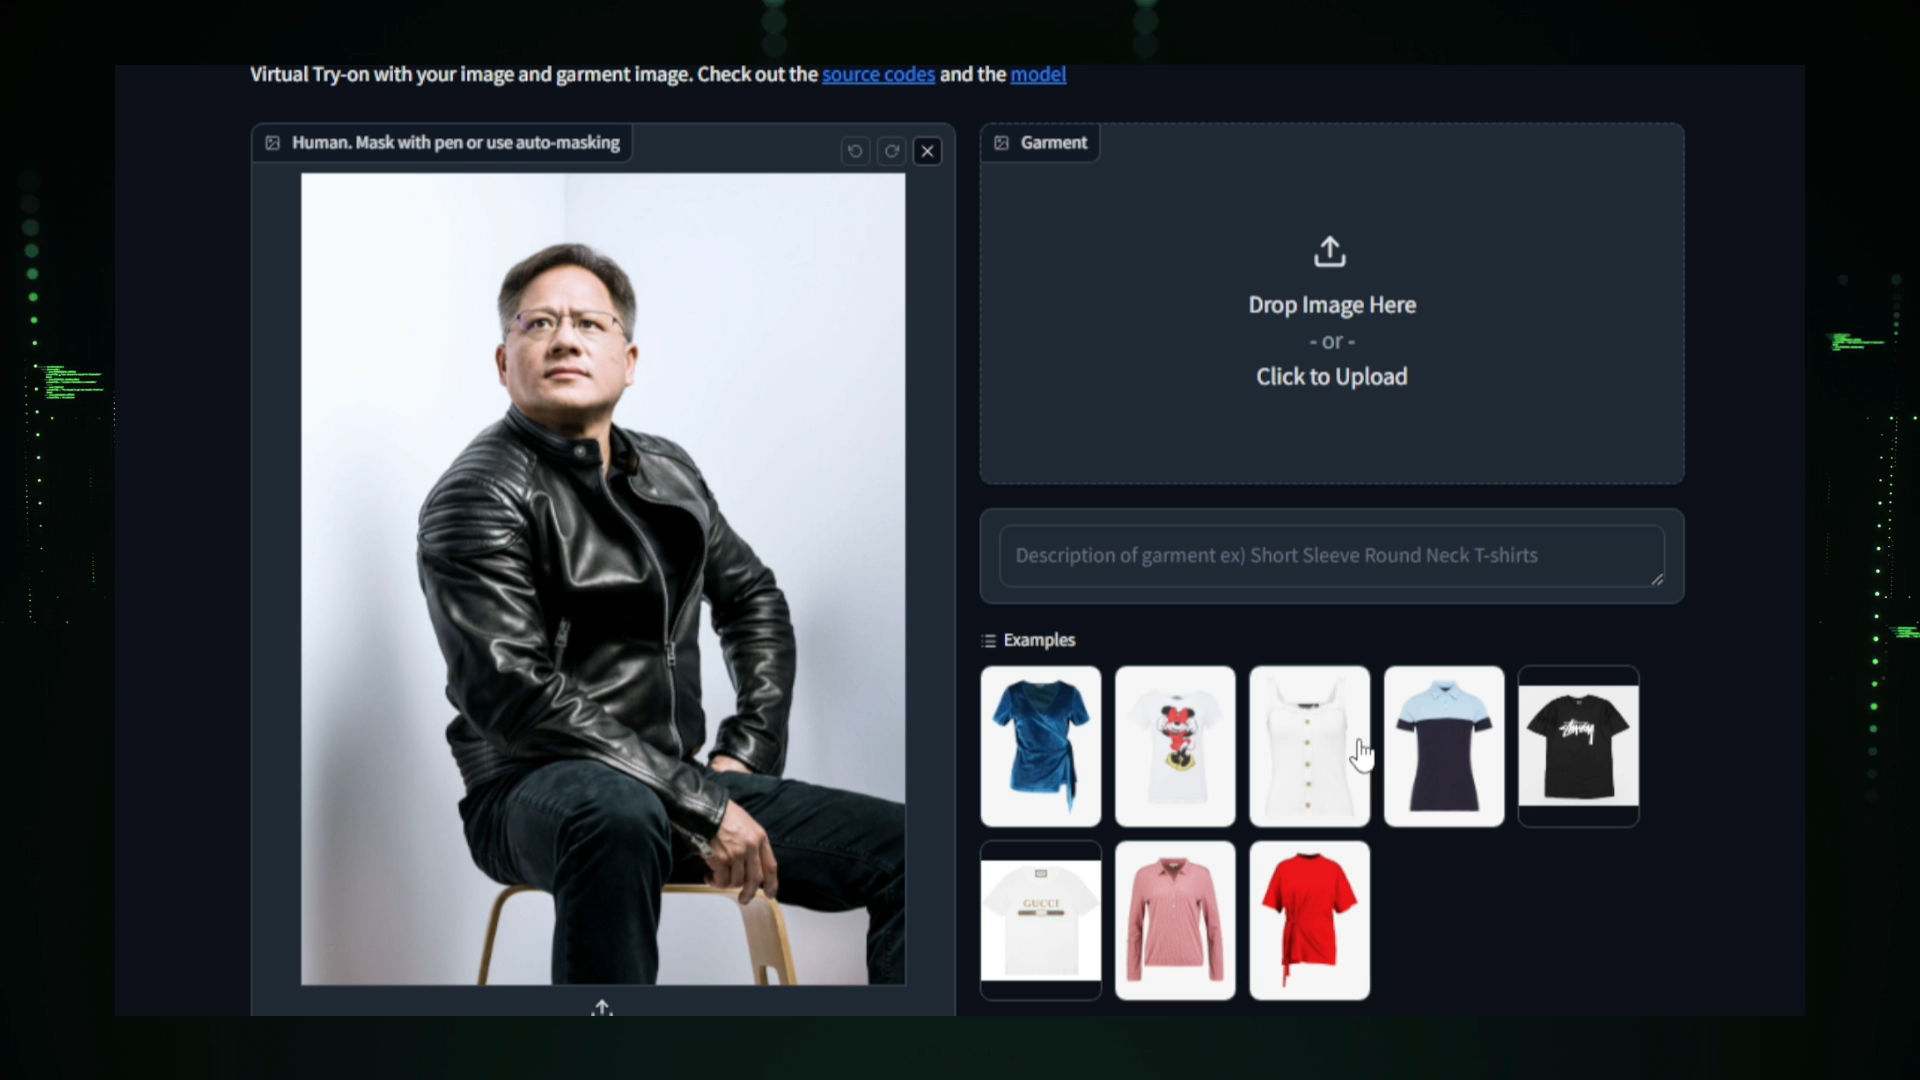 Virtual Try-on with your image and garment image. Check out the source codes and the model
Human. Mask with pen or use auto-masking
Garment
Drop Image Here
- or -
Click to Upload
Description of garment ex) Short Sleeve Round Neck T-shirts
Examples
Stüssy
GUCCI